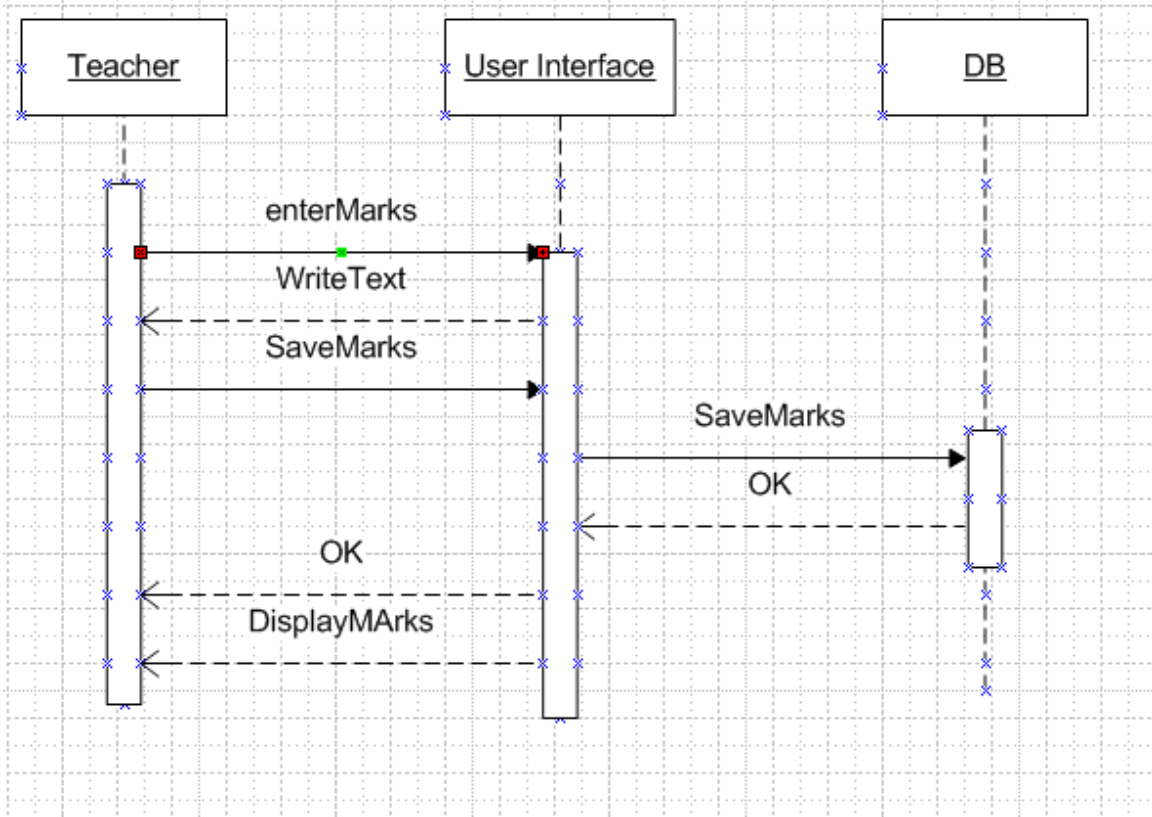 Teacher
User Interface
DB
enterMarks
WriteText
SaveMarks
SaveMarks
OK
OK
DisplayMArks